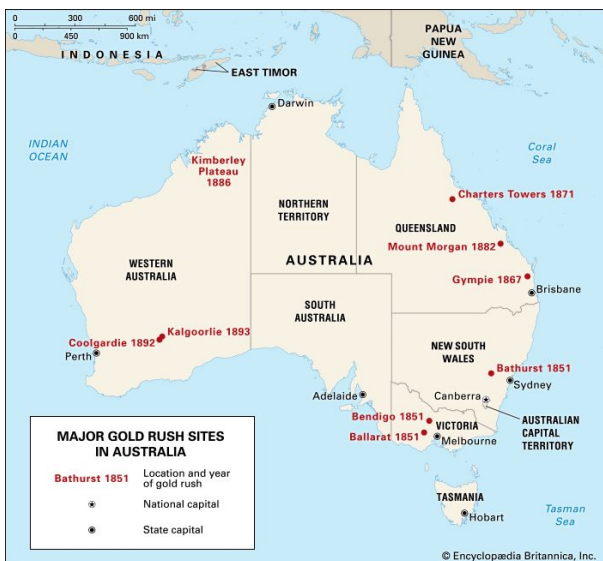 0 300 600 mi
0 450 900 km
INDONESIA
EAST TIMOR
PAPUA
NEW
GUINEA
Darwin
INDIAN
OCEAN
Coral
Sea
Kimberley
Plateau
1886
NORTHERN
TERRITORY
Charters Towers 1871
QUEENSLAND
Mount Morgan 1882
AUSTRALIA
WESTERN
AUSTRALIA
Gympie 1867
Brisbane
SOUTH
AUSTRALIA
Kalgoorlie 1893
Coolgardie 1892
Perth
NEW SOUTH
WALES
Bathurst 1851
Sydney
Adelaide
Canberra
Bendigo 1851
Ballarat 1851
VICTORIA
Melbourne
AUSTRALIAN
CAPITAL
TERRITORY
TASMANIA
Hobart
Tasman
Sea
MAJOR GOLD RUSH SITES
IN AUSTRALIA
Bathurst 1851 Location and year
of gold rush
National capital
State capital
© Encyclopædia Britannica, Inc.